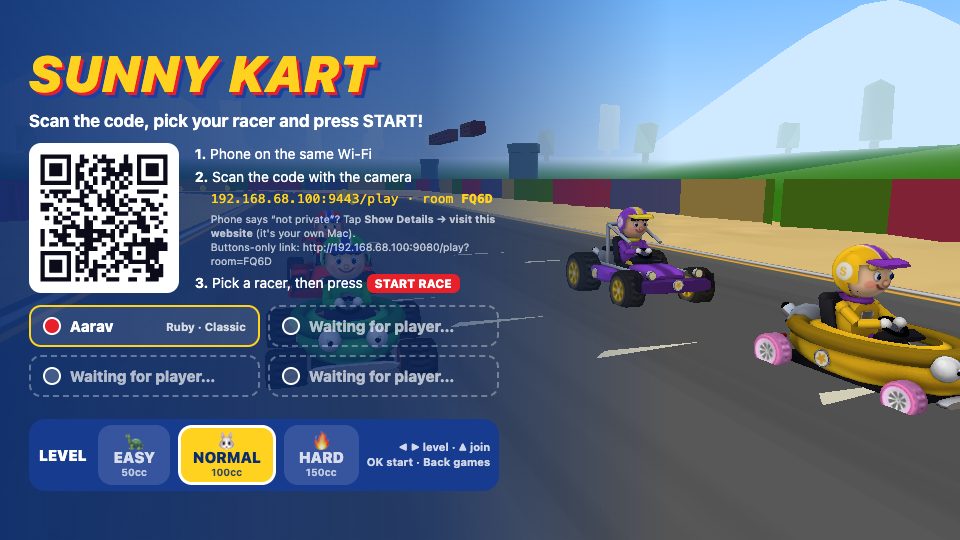 SUNNY KART
Scan the code, pick your racer and press START!
1. Phone on the same Wi-Fi
2. Scan the code with the camera
192.168.68.100:9443/play · room FQ6D
Phone says "not private"? Tap Show Details → visit this
website (it's your own Mac).
Buttons-only link: http://192.168.68.100:9080/play?
room=FQ6D
3. Pick a racer, then press START RACE
Aarav Ruby · Classic
Waiting for player...
Waiting for player...
Waiting for player...
LEVEL
EASY
50cc
NORMAL
100cc
HARD
150cc
◀ ▶ level · ▲ join
OK start · Back games
S